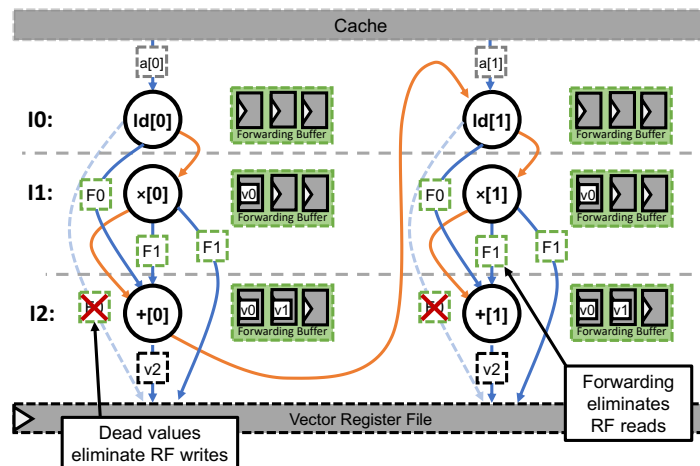 Cache
a[0]
a[1]
I0:
ld[0]
Forwarding Buffer
ld[1]
Forwarding Buffer
I1:
F0
×[0]
F1
F1
v0
Forwarding Buffer
F0
×[1]
F1
F1
v0
Forwarding Buffer
I2:
+[0]
v0
v1
Forwarding Buffer
+[1]
v0
v1
Forwarding Buffer
v2
v2
Vector Register File
Dead values
eliminate RF writes
Forwarding
eliminates
RF reads